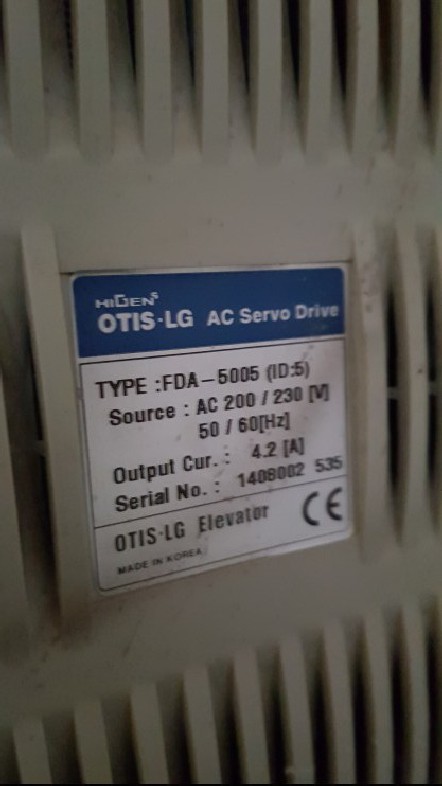 HIGEN
OTIS·LG AC Servo Drive
TYPE :FDA-5005 (ID:5)
Source : AC 200 / 230 [V]
50 / 60[Hz]
Output Cur. : 4.2 [A]
Serial No. : 1408002 535
OTIS·LG Elevator CE
MADE IN KOREA